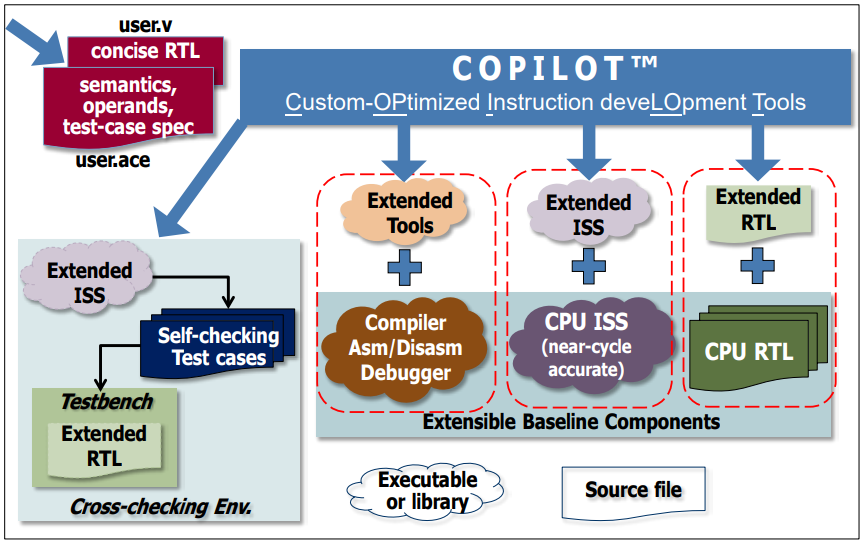 user.v
concise RTL
semantics,
operands,
test-case spec
user.ace
COPILOT™
Custom-OPtimized Instruction deveLOpment Tools
Extended
Tools
Extended
ISS
Extended
RTL
Compiler
Asm/Disasm
Debugger
CPU ISS
(near-cycle
accurate)
CPU RTL
Extensible Baseline Components
Extended
ISS
Self-checking
Test cases
Testbench
Extended
RTL
Cross-checking Env.
Executable
or library
Source file